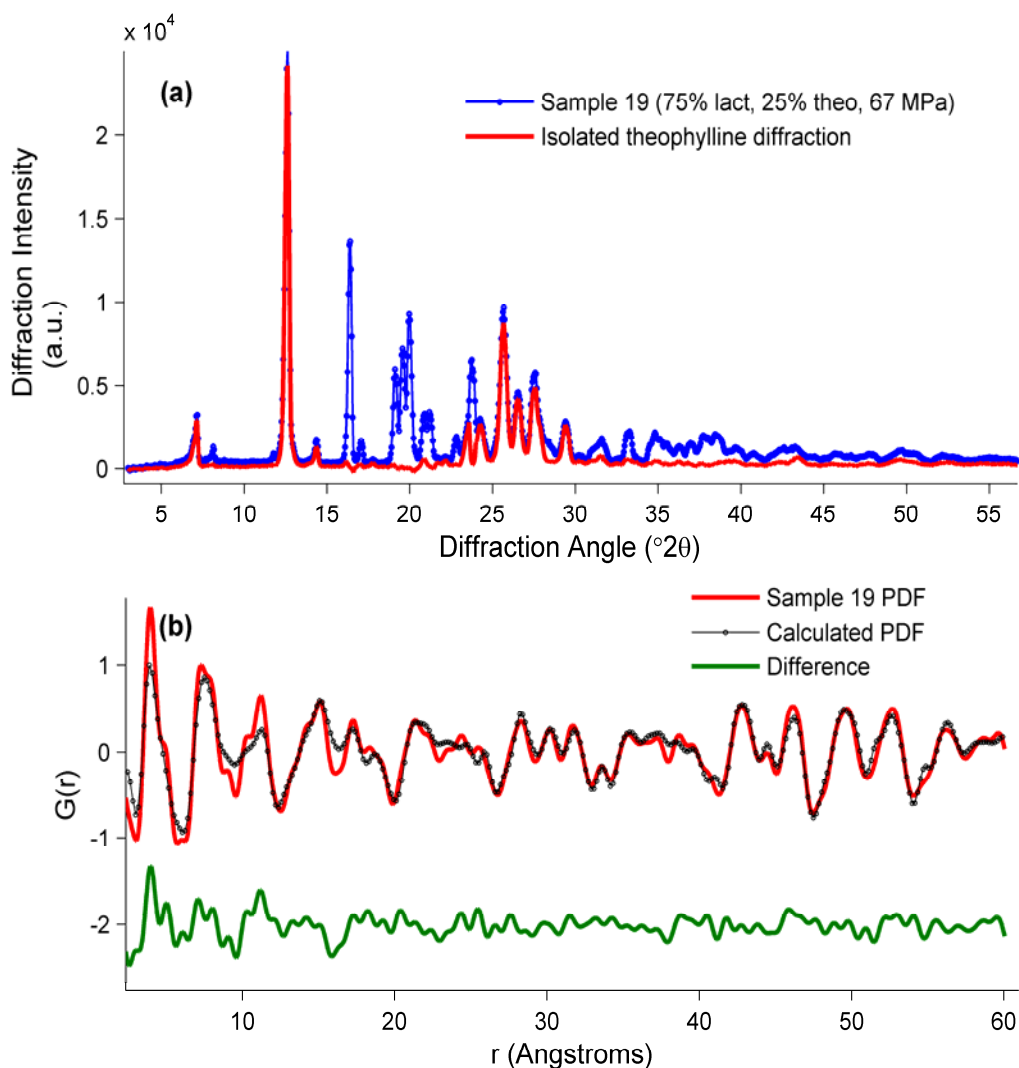 x 10⁴
(a)
Sample 19 (75% lact, 25% theo, 67 MPa)
Isolated theophylline diffraction
Diffraction Intensity
(a.u.)
2
1.5
1
0.5
0
5 10 15 20 25 30 35 40 45 50 55
Diffraction Angle (°2θ)
(b)
Sample 19 PDF
Calculated PDF
Difference
G(r)
1
0
-1
-2
10 20 30 40 50 60
r (Angstroms)